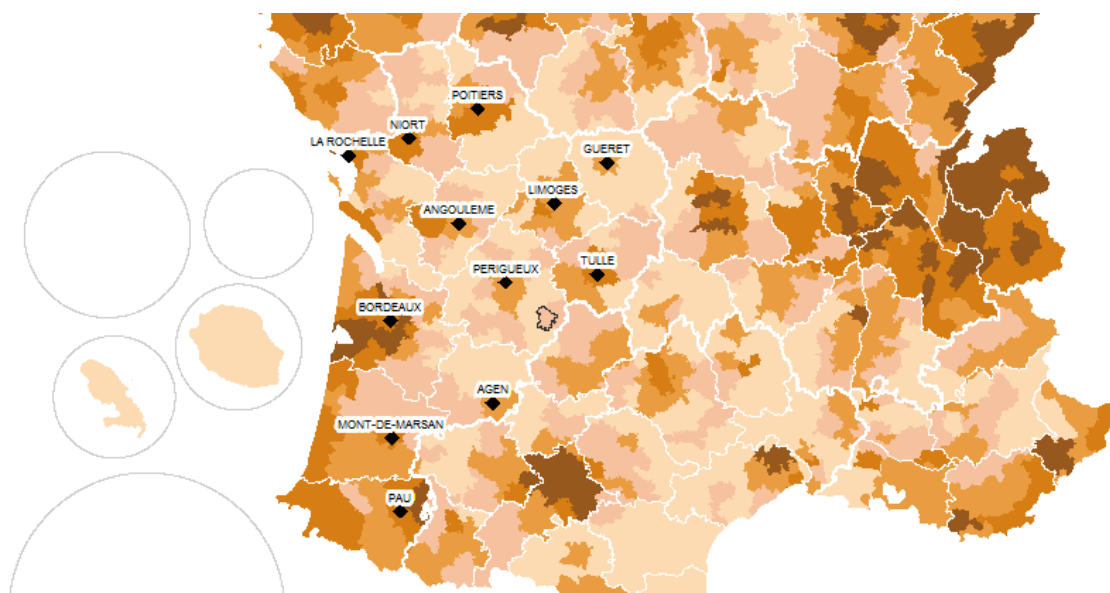 POITIERS
NIORT
LA ROCHELLE
GUERET
LIMOGES
ANGOULEME
PERIGUEUX
TULLE
BORDEAUX
AGEN
MONT-DE-MARSAN
PAU